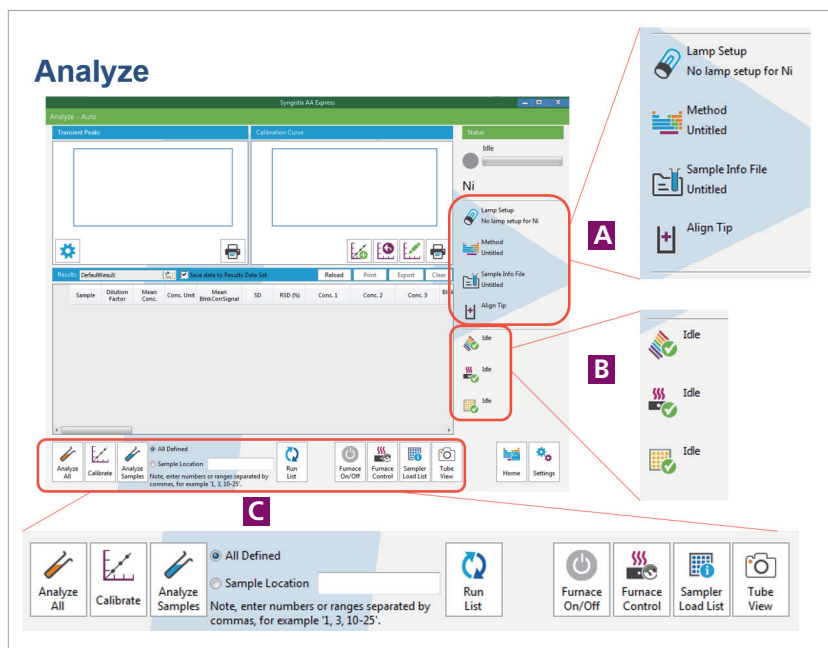 Analyze
Syngistix AA Express
Analyze - Auto
Transient Peaks
Calibration Curve
Status
Idle
Ni
Lamp Setup
No lamp setup for Ni
Method
Untitled
Sample Info File
Untitled
Align Tip
Results
DefaultResult
Save data to Results Data Set
Reload
Print
Export
Clear
Sample
Dilution
Factor
Mean
Conc.
Conc. Unit
Mean
BlnkCorrSignal
SD
RSD (%)
Conc. 1
Conc. 2
Conc. 3
Idle
Idle
Idle
Analyze
All
Calibrate
Analyze
Samples
All Defined
Sample Location
Note, enter numbers or ranges separated by
commas, for example '1, 3, 10-25'.
Run
List
Furnace
On/Off
Furnace
Control
Sampler
Load List
Tube
View
Home
Settings
A
Lamp Setup
No lamp setup for Ni
Method
Untitled
Sample Info File
Untitled
Align Tip
B
Idle
Idle
Idle
C
Analyze
All
Calibrate
Analyze
Samples
All Defined
Sample Location
Note, enter numbers or ranges separated by
commas, for example '1, 3, 10-25'.
Run
List
Furnace
On/Off
Furnace
Control
Sampler
Load List
Tube
View